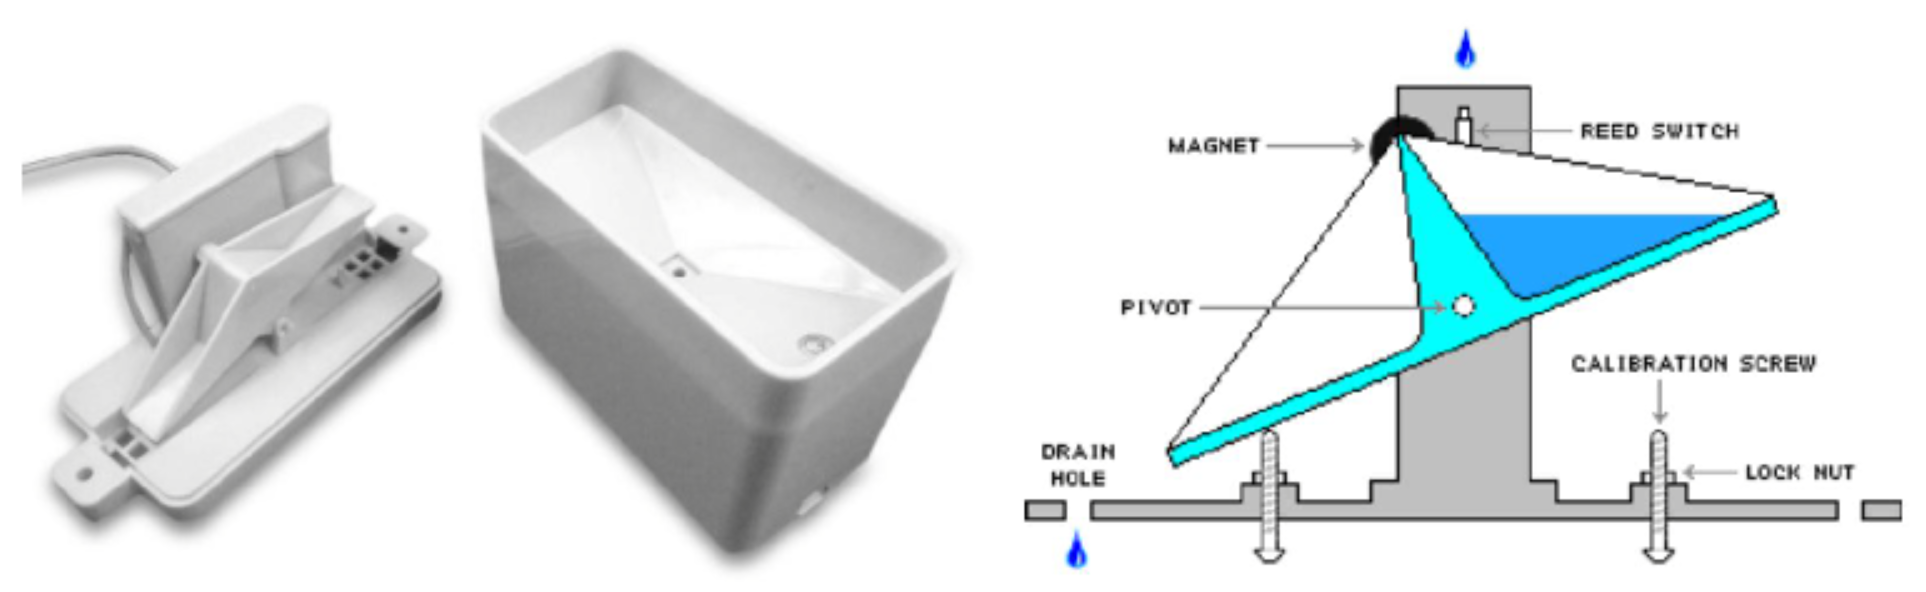 MAGNET
REED SWITCH
PIVOT
CALIBRATION SCREW
DRAIN
HOLE
LOCK NUT